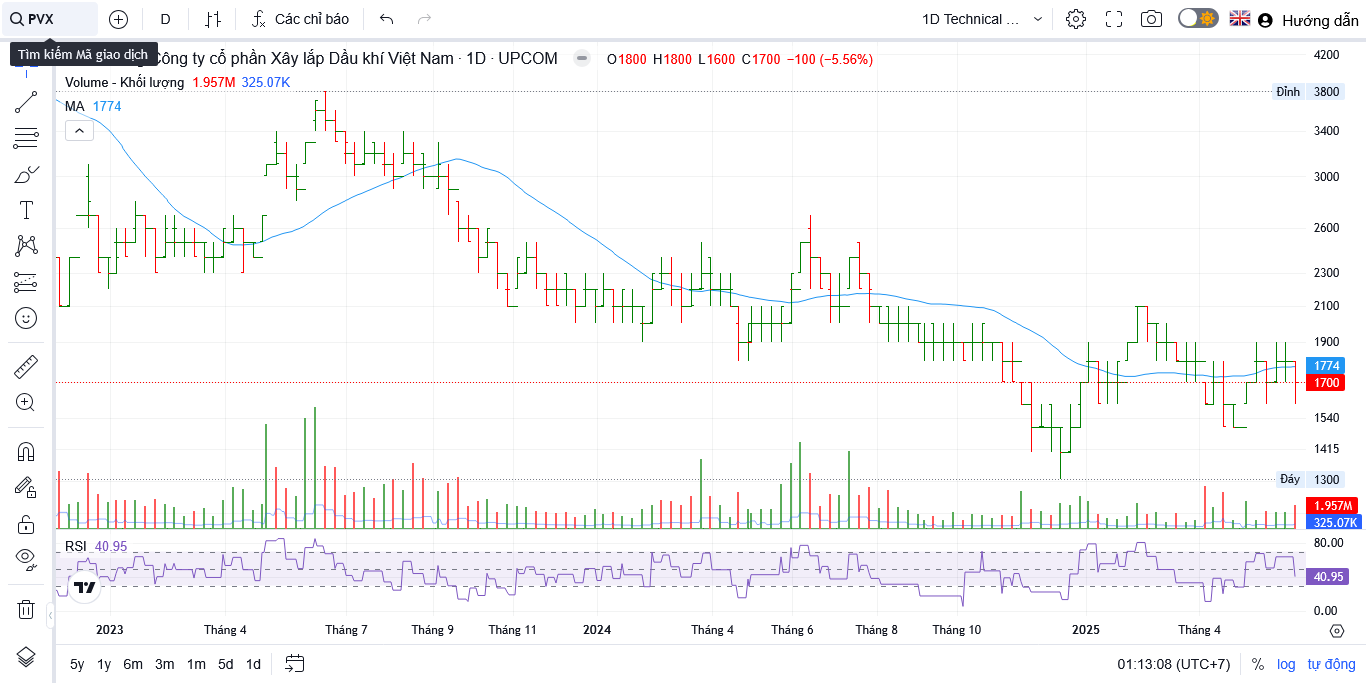 PVX D Các chỉ báo 1D Technical ... Hướng dẫn
Tìm kiếm Mã giao dịch
Công ty cổ phần Xây lắp Dầu khí Việt Nam · 1D · UPCOM O1800 H1800 L1600 C1700 −100 (−5.56%)
Volume - Khối lượng 1.957M 325.07K
MA 1774
4200
Đỉnh 3800
3400
3000
2600
2300
2100
1900
1774
1700
1540
1415
Đáy 1300
1.957M
325.07K
RSI 40.95
80.00
40.95
0.00
2023 Tháng 4 Tháng 7 Tháng 9 Tháng 11 2024 Tháng 4 Tháng 6 Tháng 8 Tháng 10 2025 Tháng 4
5y 1y 6m 3m 1m 5d 1d 01:13:08 (UTC+7) % log tự động